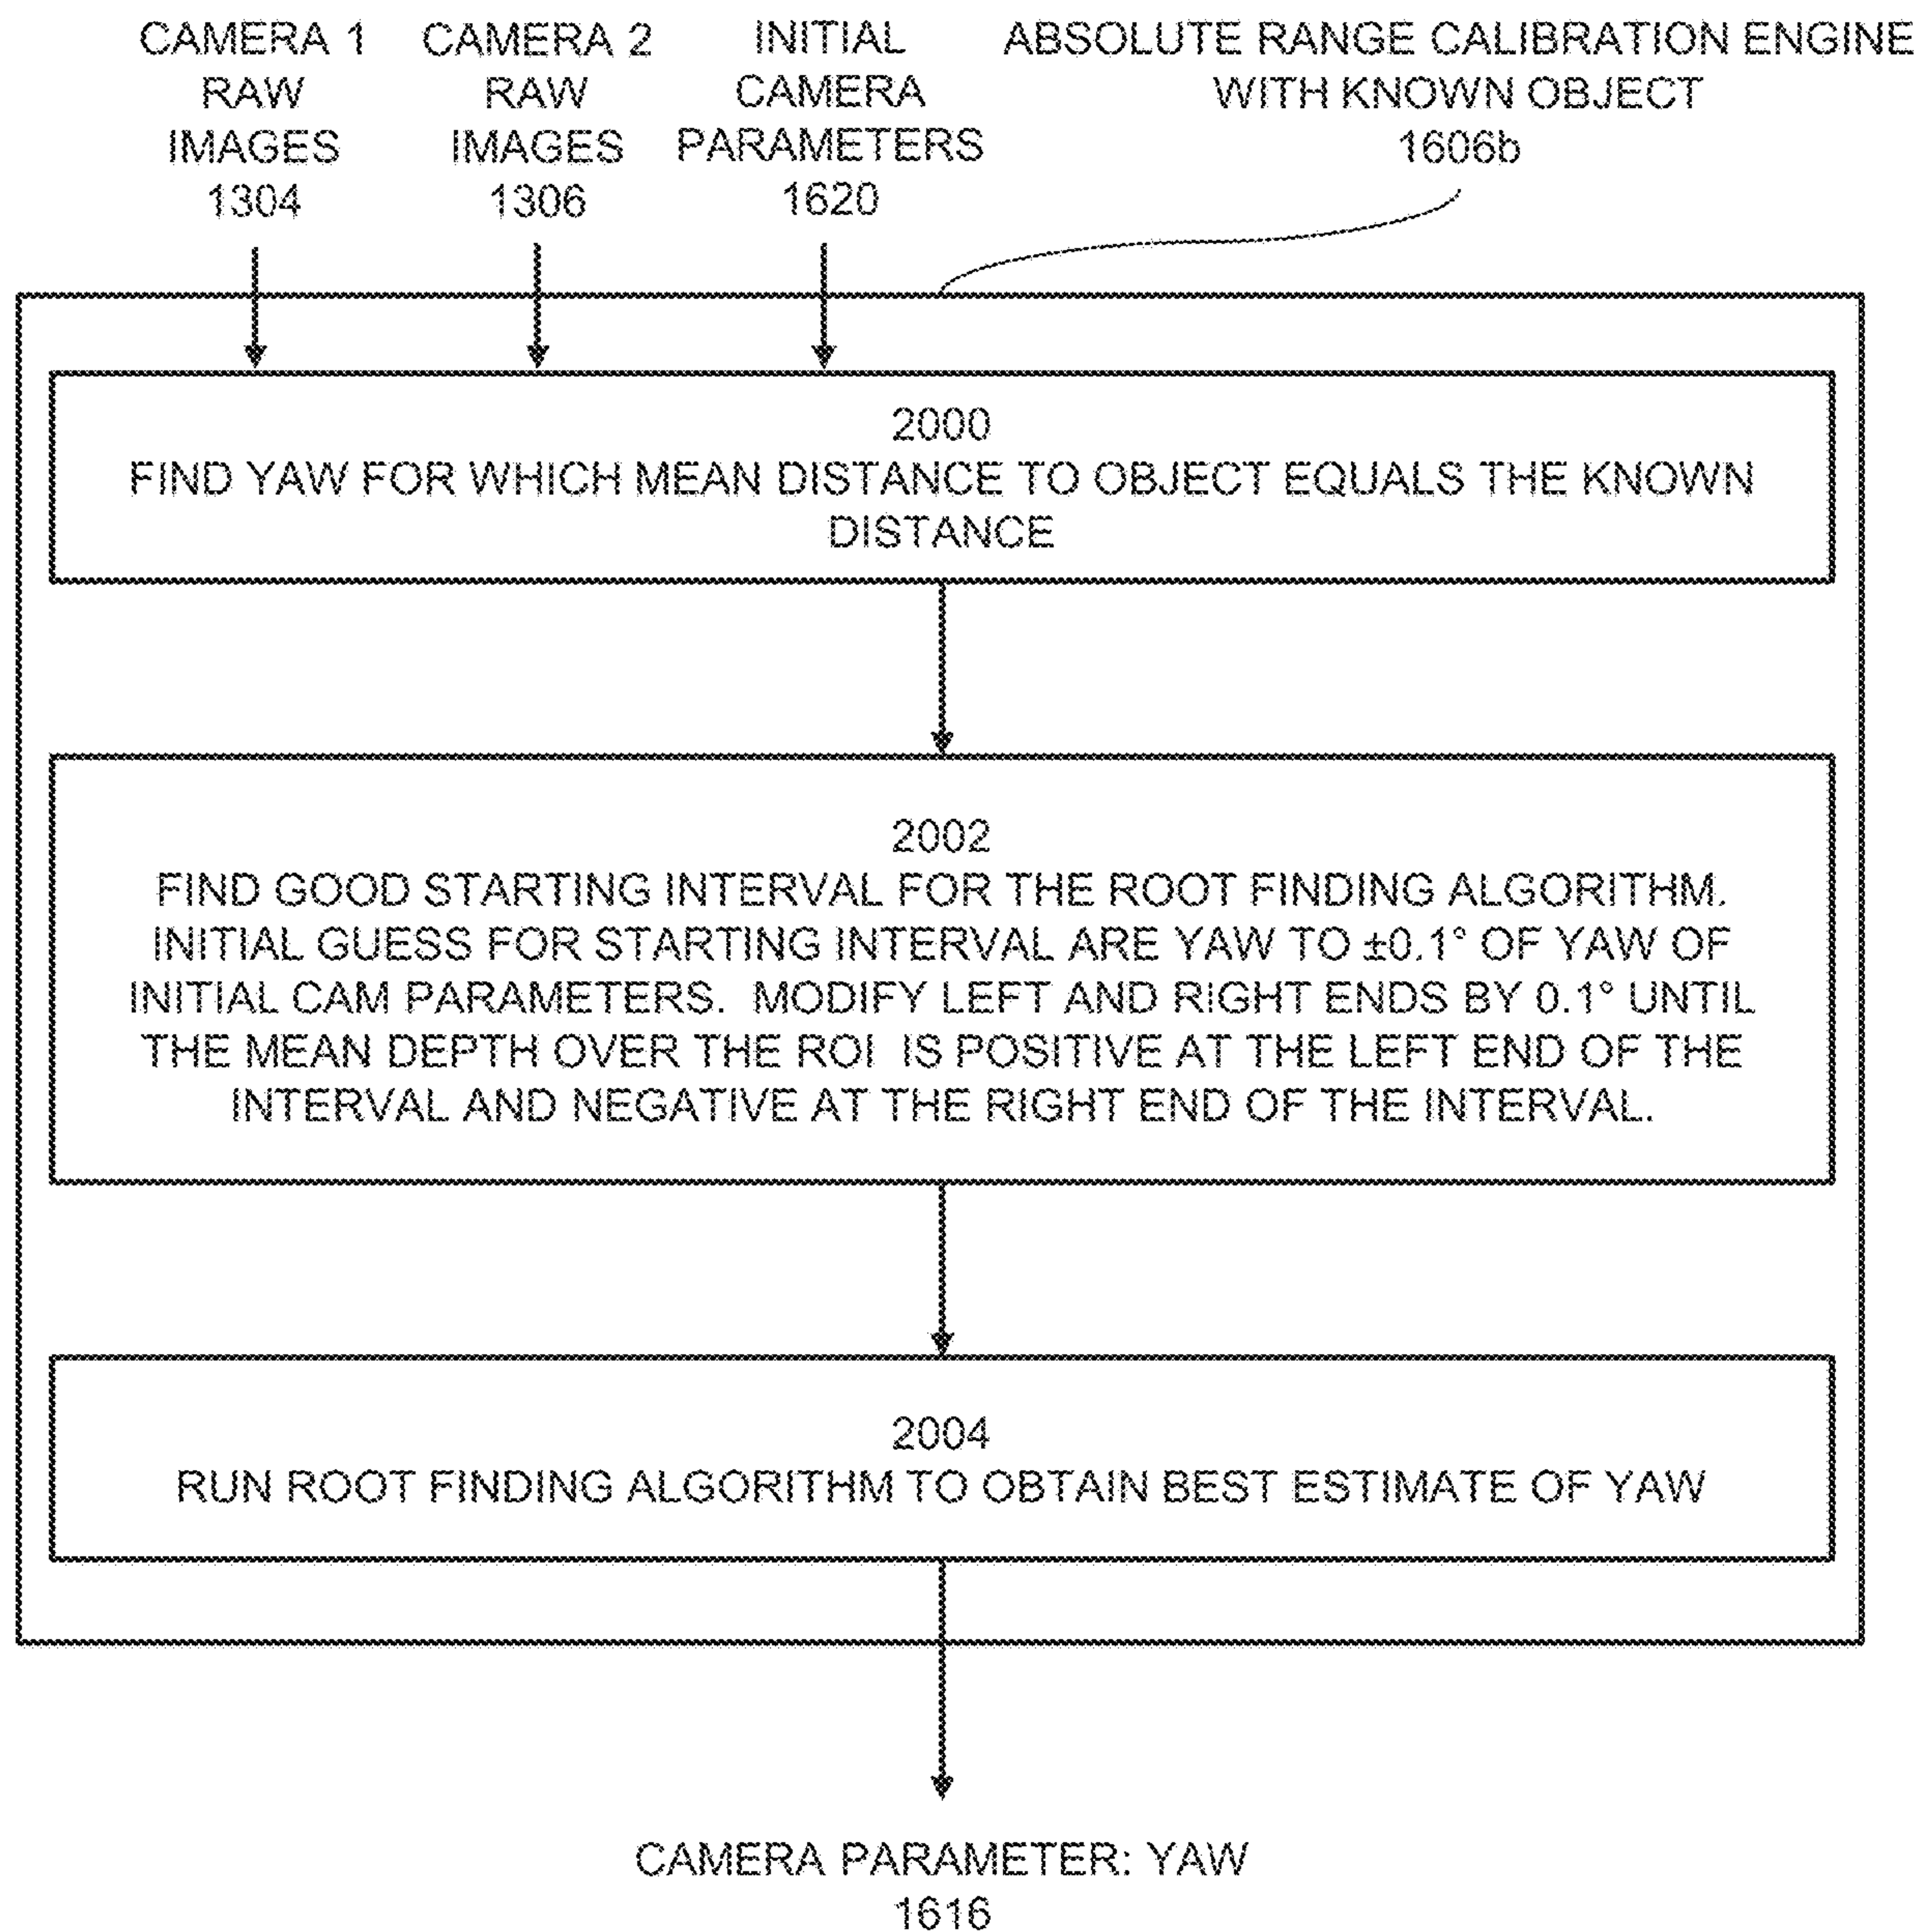 CAMERA 1
RAW
IMAGES
1304
CAMERA 2
RAW
IMAGES
1306
INITIAL
CAMERA
PARAMETERS
1620
ABSOLUTE RANGE CALIBRATION ENGINE
WITH KNOWN OBJECT
1606b
2000
FIND YAW FOR WHICH MEAN DISTANCE TO OBJECT EQUALS THE KNOWN
DISTANCE
2002
FIND GOOD STARTING INTERVAL FOR THE ROOT FINDING ALGORITHM.
INITIAL GUESS FOR STARTING INTERVAL ARE YAW TO ±0.1° OF YAW OF
INITIAL CAM PARAMETERS. MODIFY LEFT AND RIGHT ENDS BY 0.1° UNTIL
THE MEAN DEPTH OVER THE ROI IS POSITIVE AT THE LEFT END OF THE
INTERVAL AND NEGATIVE AT THE RIGHT END OF THE INTERVAL.
2004
RUN ROOT FINDING ALGORITHM TO OBTAIN BEST ESTIMATE OF YAW
CAMERA PARAMETER: YAW
1616